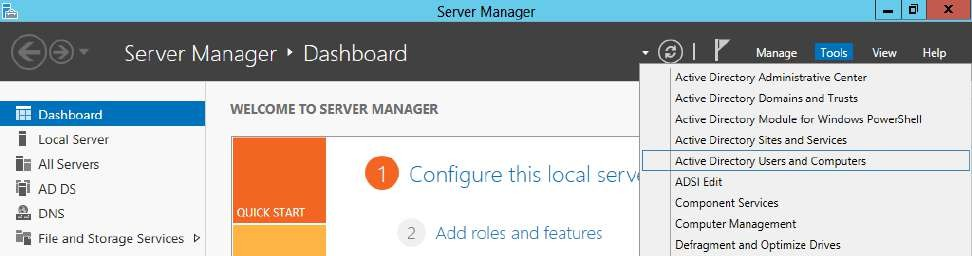 Server Manager
Server Manager ‣ Dashboard
Manage Tools View Help
Dashboard
Local Server
All Servers
AD DS
DNS
File and Storage Services
WELCOME TO SERVER MANAGER
QUICK START
1 Configure this local serve
2 Add roles and features
Active Directory Administrative Center
Active Directory Domains and Trusts
Active Directory Module for Windows PowerShell
Active Directory Sites and Services
Active Directory Users and Computers
ADSI Edit
Component Services
Computer Management
Defragment and Optimize Drives